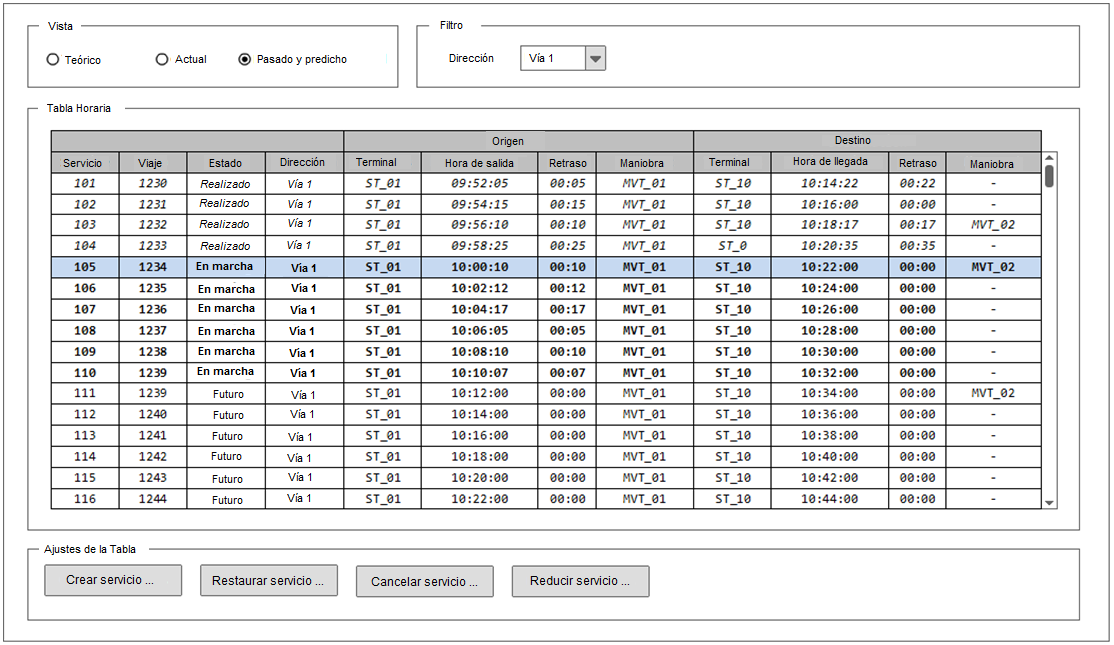 Vista
Filtro
Teórico Actual Pasado y predicho
Dirección Vía 1
Tabla Horaria
Origen Destino
Servicio Viaje Estado Dirección Terminal Hora de salida Retraso Maniobra Terminal Hora de llegada Retraso Maniobra
101 1230 Realizado Vía 1 ST_01 09:52:05 00:05 MVT_01 ST_10 10:14:22 00:22 -
102 1231 Realizado Vía 1 ST_01 09:54:15 00:15 MVT_01 ST_10 10:16:00 00:00 -
103 1232 Realizado Vía 1 ST_01 09:56:10 00:10 MVT_01 ST_10 10:18:17 00:17 MVT_02
104 1233 Realizado Vía 1 ST_01 09:58:25 00:25 MVT_01 ST_0 10:20:35 00:35 -
105 1234 En marcha Vía 1 ST_01 10:00:10 00:10 MVT_01 ST_10 10:22:00 00:00 MVT_02
106 1235 En marcha Vía 1 ST_01 10:02:12 00:12 MVT_01 ST_10 10:24:00 00:00 -
107 1236 En marcha Vía 1 ST_01 10:04:17 00:17 MVT_01 ST_10 10:26:00 00:00 -
108 1237 En marcha Vía 1 ST_01 10:06:05 00:05 MVT_01 ST_10 10:28:00 00:00 -
109 1238 En marcha Vía 1 ST_01 10:08:10 00:10 MVT_01 ST_10 10:30:00 00:00 -
110 1239 En marcha Vía 1 ST_01 10:10:07 00:07 MVT_01 ST_10 10:32:00 00:00 -
111 1239 Futuro Vía 1 ST_01 10:12:00 00:00 MVT_01 ST_10 10:34:00 00:00 MVT_02
112 1240 Futuro Vía 1 ST_01 10:14:00 00:00 MVT_01 ST_10 10:36:00 00:00 -
113 1241 Futuro Vía 1 ST_01 10:16:00 00:00 MVT_01 ST_10 10:38:00 00:00 -
114 1242 Futuro Vía 1 ST_01 10:18:00 00:00 MVT_01 ST_10 10:40:00 00:00 -
115 1243 Futuro Vía 1 ST_01 10:20:00 00:00 MVT_01 ST_10 10:42:00 00:00 -
116 1244 Futuro Vía 1 ST_01 10:22:00 00:00 MVT_01 ST_10 10:44:00 00:00 -
Ajustes de la Tabla
Crear servicio ... Restaurar servicio ... Cancelar servicio ... Reducir servicio ...